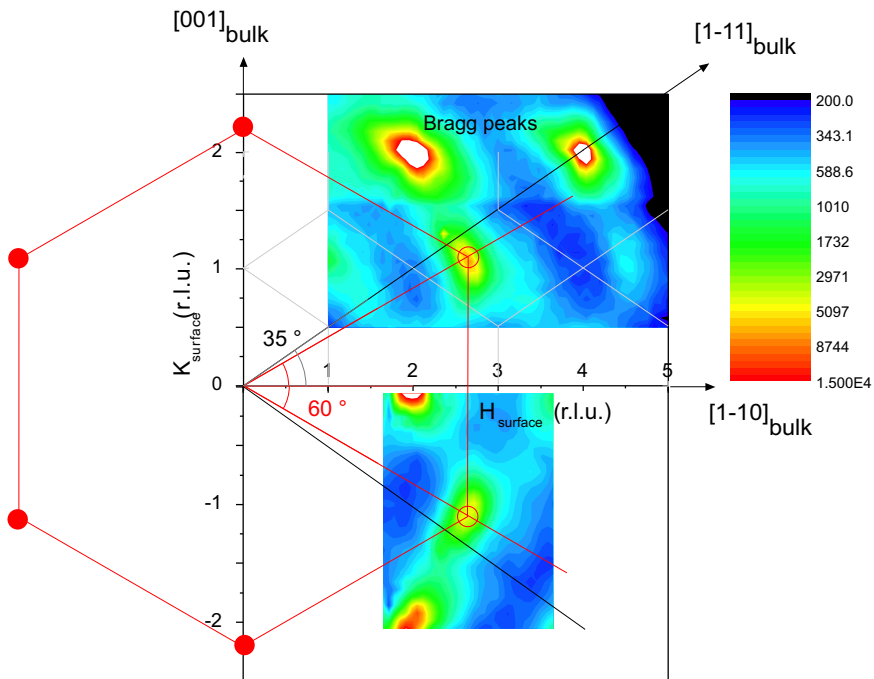 [001]bulk
[1-11]bulk
Bragg peaks
200.0
343.1
588.6
1010
1732
2971
5097
8744
1.500E4
2
1
0
-1
-2
Ksurface(r.l.u.)
35 °
60 °
1 2 3 4 5
Hsurface (r.l.u.)
[1-10]bulk